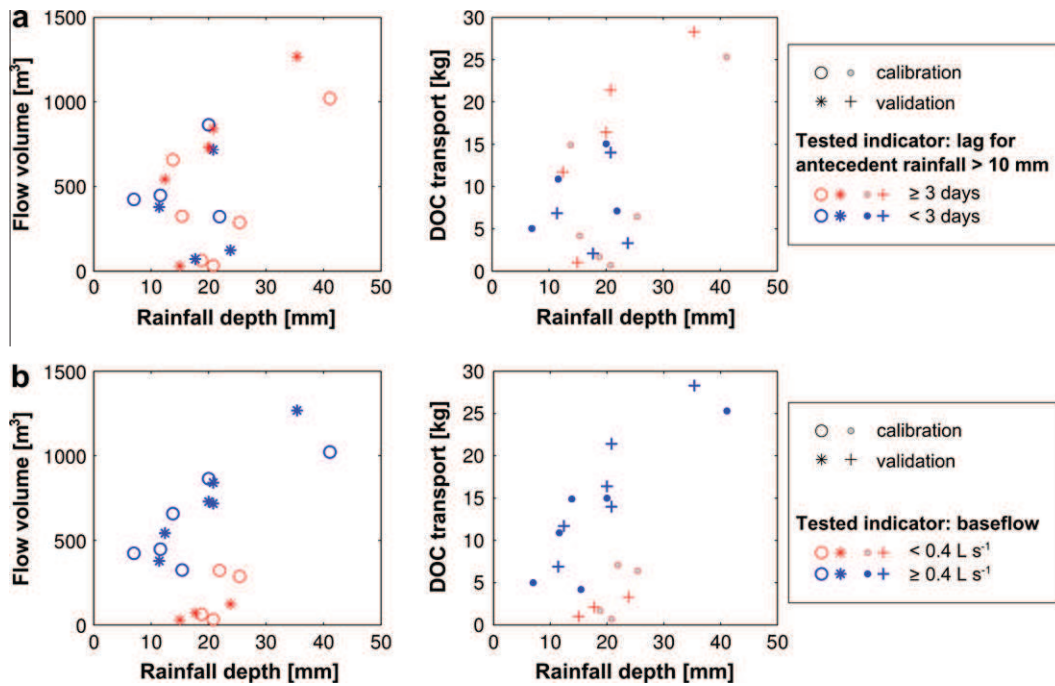 a
1500
1000
500
0
0 10 20 30 40 50
Flow volume [m³]
Rainfall depth [mm]
30
25
20
15
10
5
0
0 10 20 30 40 50
DOC transport [kg]
Rainfall depth [mm]
calibration
validation
Tested indicator: lag for
antecedent rainfall > 10 mm
≥ 3 days
< 3 days
b
1500
1000
500
0
0 10 20 30 40 50
Flow volume [m³]
Rainfall depth [mm]
30
25
20
15
10
5
0
0 10 20 30 40 50
DOC transport [kg]
Rainfall depth [mm]
calibration
validation
Tested indicator: baseflow
< 0.4 L s⁻¹
≥ 0.4 L s⁻¹